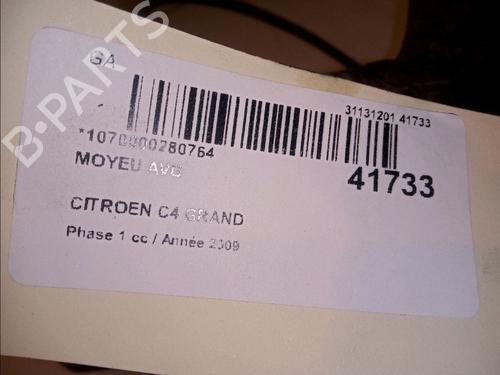 GA
B-PARTS
31131201 41733
*1070000280764
MOYEU AVG
41733
CITROEN C4 GRAND
Phase 1 cc / Année 2009